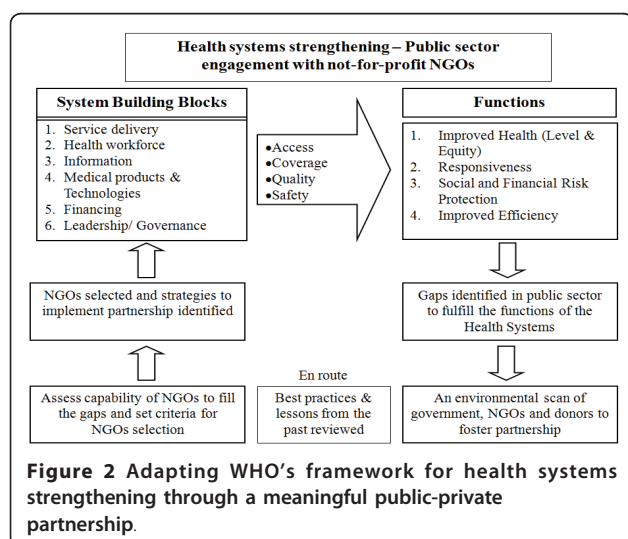 Health systems strengthening – Public sector
engagement with not-for-profit NGOs
System Building Blocks
1. Service delivery
2. Health workforce
3. Information
4. Medical products &
Technologies
5. Financing
6. Leadership/ Governance
●Access
●Coverage
●Quality
●Safety
Functions
1. Improved Health (Level &
Equity)
2. Responsiveness
3. Social and Financial Risk
Protection
4. Improved Efficiency
NGOs selected and strategies to
implement partnership identified
Gaps identified in public sector
to fulfill the functions of the
Health Systems
Assess capability of NGOs to fill
the gaps and set criteria for
NGOs selection
En route
Best practices &
lessons from the
past reviewed
An environmental scan of
government, NGOs and donors to
foster partnership
Figure 2 Adapting WHO's framework for health systems
strengthening through a meaningful public-private
partnership.